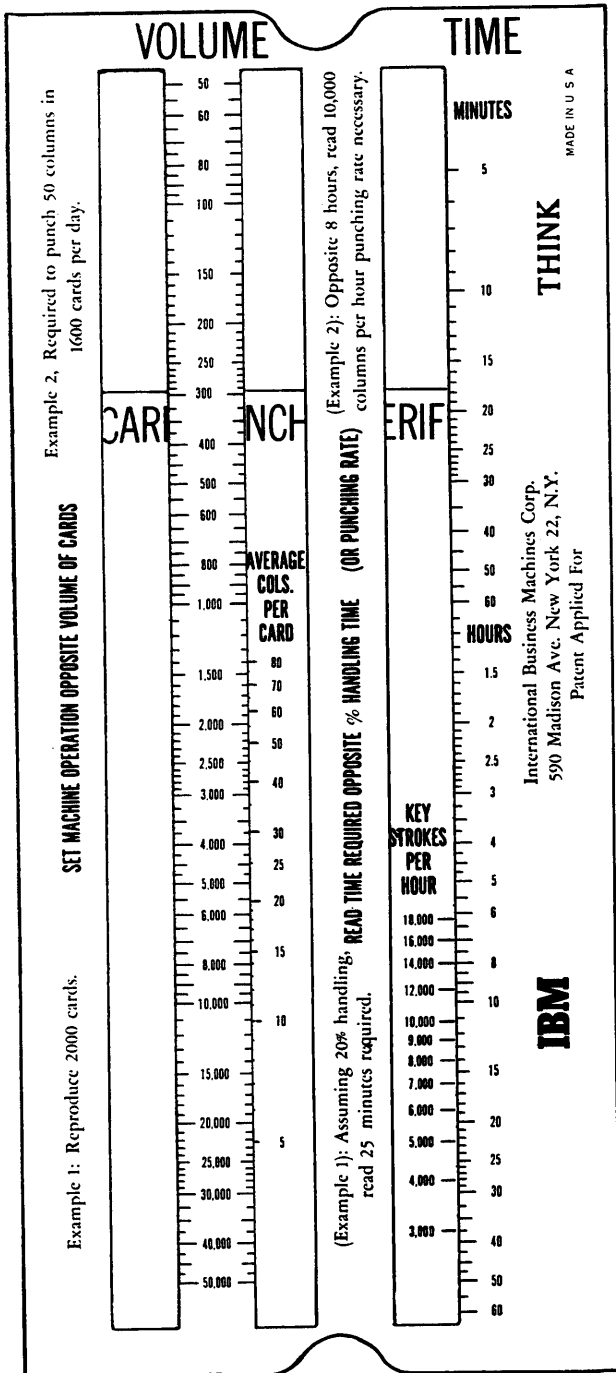 VOLUME
TIME
50
60
80
100
150
200
250
300
400
500
600
800
1,000
1,500
2,000
2,500
3,000
4,000
5,000
6,000
8,000
10,000
15,000
20,000
25,000
30,000
40,000
50,000
CARI
NCH
ERIF
AVERAGE
COLS.
PER
CARD
80
70
60
50
40
30
25
20
15
10
5
KEY
STROKES
PER
HOUR
18,000
16,000
14,000
12,000
10,000
9,000
8,000
7,000
6,000
5,000
4,000
3,000
MINUTES
5
10
15
20
25
30
40
50
60
HOURS
1.5
2
2.5
3
4
5
6
8
10
15
20
25
30
40
50
60
SET MACHINE OPERATION OPPOSITE VOLUME OF CARDS
Example 1: Reproduce 2000 cards.
Example 2, Required to punch 50 columns in
1600 cards per day.
READ TIME REQUIRED OPPOSITE % HANDLING TIME (OR PUNCHING RATE)
(Example 1): Assuming 20% handling,
read 25 minutes required.
(Example 2): Opposite 8 hours, read 10,000
columns per hour punching rate necessary.
IBM
International Business Machines Corp.
590 Madison Ave. New York 22, N.Y.
Patent Applied For
THINK
MADE IN U S A